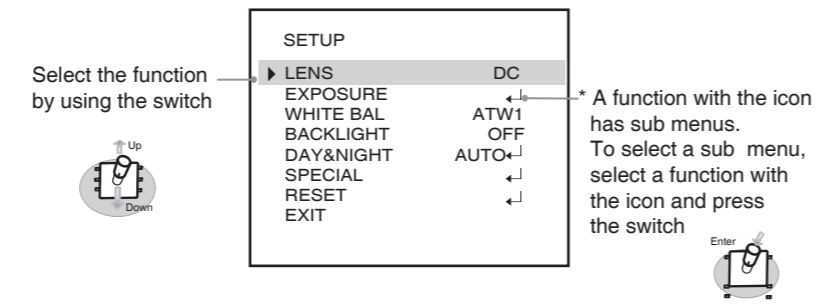 Select the function
by using the switch
Up
Down
SETUP
LENS DC
EXPOSURE ↵
WHITE BAL ATW1
BACKLIGHT OFF
DAY&NIGHT AUTO↵
SPECIAL ↵
RESET ↵
EXIT
* A function with the icon
has sub menus.
To select a sub menu,
select a function with
the icon and press
the switch
Enter